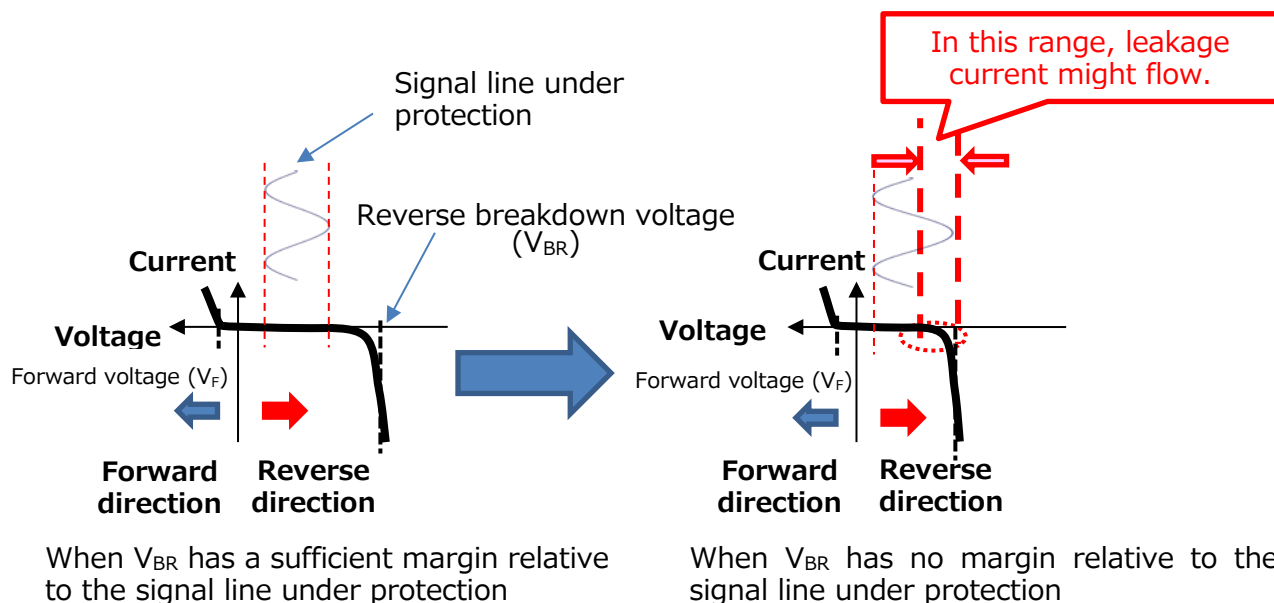 Signal line under
protection
Reverse breakdown voltage
(VBR)
Current
Voltage
Forward voltage (VF)
Forward
direction
Reverse
direction
When VBR has a sufficient margin relative
to the signal line under protection
In this range, leakage
current might flow.
Current
Voltage
Forward voltage (VF)
Forward
direction
Reverse
direction
When VBR has no margin relative to the
signal line under protection